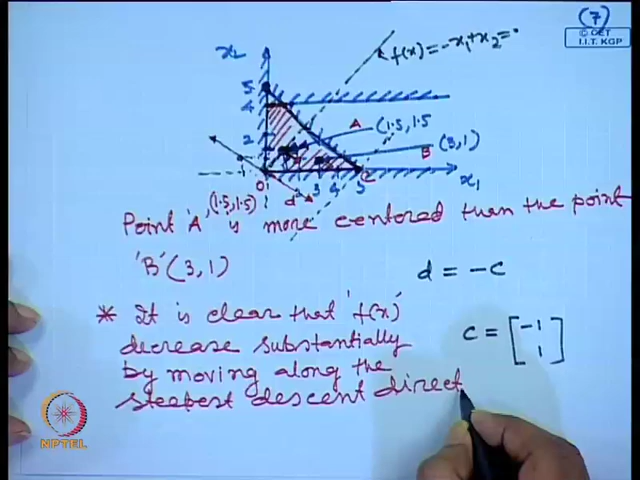 (7)
© CET
I.I.T. KGP
x₂
f(x) = -x₁+x₂ =
5
4
A
(1.5, 1.5
2
B
(3, 1)
0
d
2
3
4
5
C
x₁
Point 'A' (1.5, 1.5) is more centered than the point
'B' (3, 1)
d = -c
* It is clear that 'f(x)'
decrease substantially
by moving along the
steepest descent direct
c = [-1
1]
NPTEL